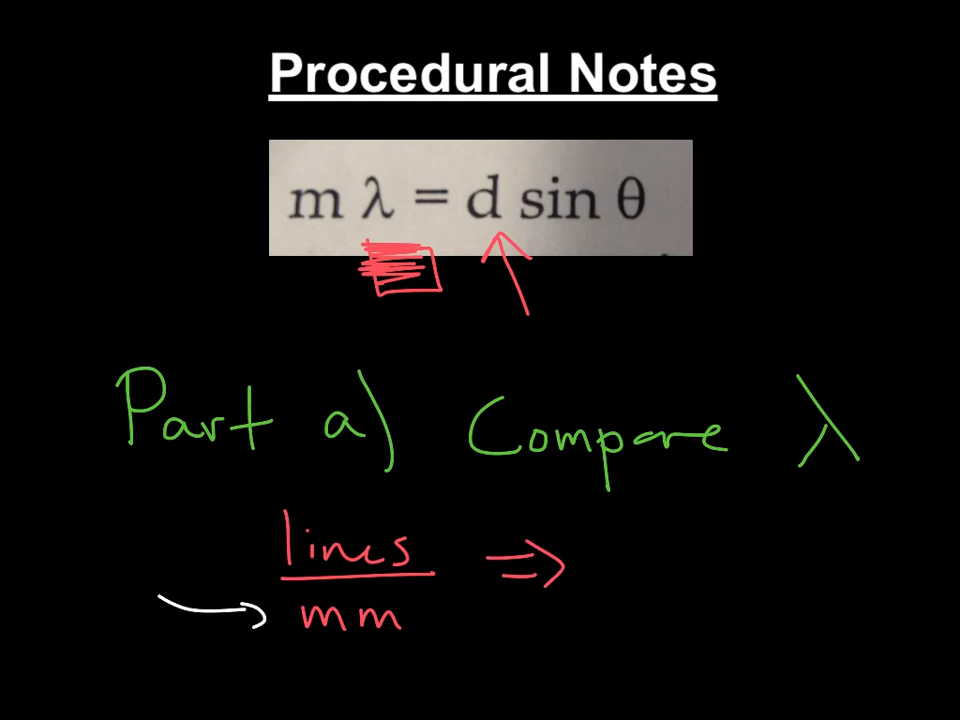 Procedural Notes
m λ = d sin θ
Part a) Compare λ
lines
mm
⇒